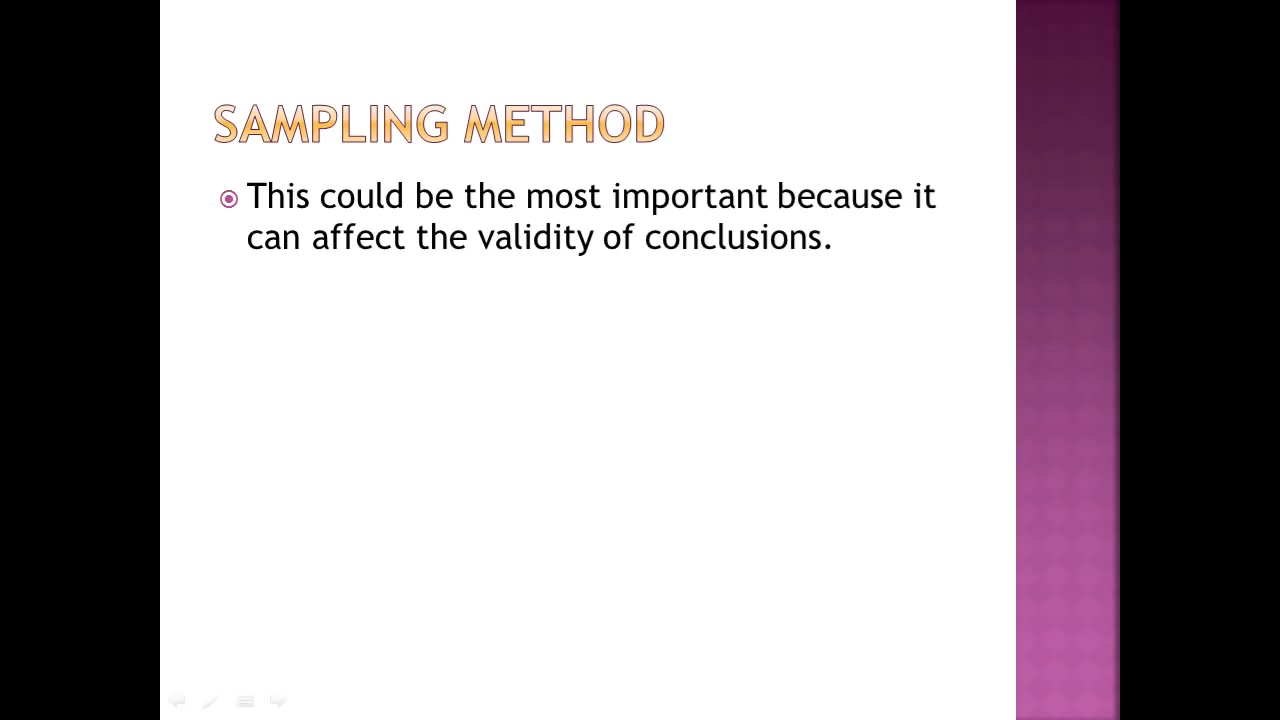 SAMPLING METHOD
This could be the most important because it
can affect the validity of conclusions.